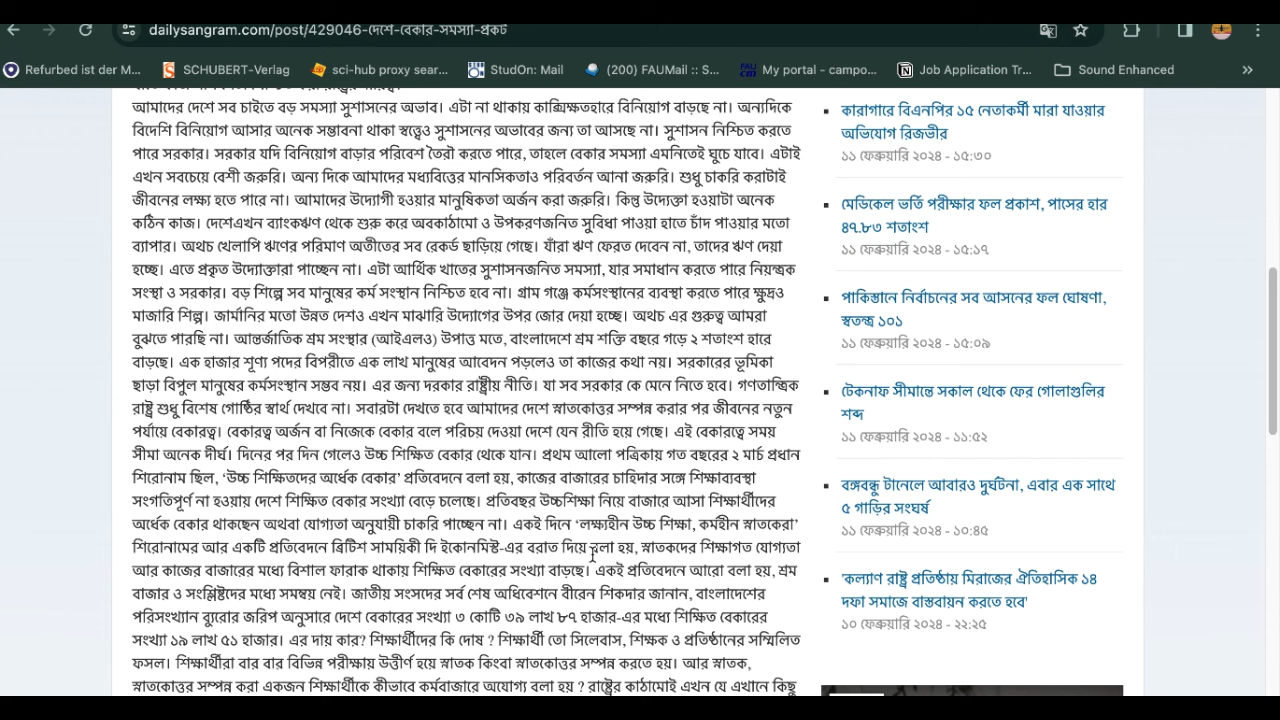 dailysangram.com/post/429046-দেশে-বেকার-সমস্যা-প্রকট
Refurbed ist der M...
SCHUBERT-Verlag
sci-hub proxy sear...
StudOn: Mail
(200) FAUMail :: S...
My portal - campo...
Job Application Tr...
Sound Enhanced
আমাদের দেশে সব চাইতে বড় সমস্যা সুশাসনের অভাব। এটা না থাকায় কাক্সিক্ষতহারে বিনিয়োগ বাড়ছে না। অন্যদিকে
বিদেশি বিনিয়োগ আসার অনেক সম্ভাবনা থাকা স্বত্বেও সুশাসনের অভাবের জন্য তা আসছে না। সুশাসন নিশ্চিত করতে
পারে সরকার। সরকার যদি বিনিয়োগ বাড়ার পরিবেশ তৈরী করতে পারে, তাহলে বেকার সমস্যা এমনিতেই ঘুচে যাবে। এটাই
এখন সবচেয়ে বেশী জরুরি। অন্য দিকে আমাদের মধ্যবিত্তের মানসিকতাও পরিবর্তন আনা জরুরি। শুধু চাকরি করাটাই
জীবনের লক্ষ্য হতে পারে না। আমাদের উদ্যোগী হওয়ার মানুষিকতা অর্জন করা জরুরি। কিন্তু উদ্যেক্তা হওয়াটা অনেক
কঠিন কাজ। দেশেএখন ব্যাংকঋণ থেকে শুরু করে অবকাঠামো ও উপকরণজনিত সুবিধা পাওয়া হাতে চাঁদ পাওয়ার মতো
ব্যাপার। অথচ খেলাপি ঋণের পরিমাণ অতীতের সব রেকর্ড ছাড়িয়ে গেছে। যাঁরা ঋণ ফেরত দেবেন না, তাদের ঋণ দেয়া
হচ্ছে। এতে প্রকৃত উদ্যোক্তারা পাচ্ছেন না। এটা আর্থিক খাতের সুশাসনজনিত সমস্যা, যার সমাধান করতে পারে নিয়ন্ত্রক
সংস্থা ও সরকার। বড় শিল্পে সব মানুষের কর্ম সংস্থান নিশ্চিত হবে না। গ্রাম গঞ্জে কর্মসংস্থানের ব্যবস্থা করতে পারে ক্ষুদ্রও
মাজারি শিল্প। জার্মানির মতো উন্নত দেশও এখন মাঝারি উদ্যোগের উপর জোর দেয়া হচ্ছে। অথচ এর গুরুত্ব আমরা
বুঝতে পারছি না। আন্তর্জাতিক শ্রম সংস্থার (আইএলও) উপাত্ত মতে, বাংলাদেশে শ্রম শক্তি বছরে গড়ে ২ শতাংশ হারে
বাড়ছে। এক হাজার শূণ্য পদের বিপরীতে এক লাখ মানুষের আবেদন পড়লেও তা কাজের কথা নয়। সরকারের ভূমিকা
ছাড়া বিপুল মানুষের কর্মসংস্থান সম্ভব নয়। এর জন্য দরকার রাষ্ট্রীয় নীতি। যা সব সরকার কে মেনে নিতে হবে। গণতান্ত্রিক
রাষ্ট্র শুধু বিশেষ গোষ্ঠির স্বার্থ দেখবে না। সবারটা দেখতে হবে আমাদের দেশে স্নাতকোত্তর সম্পন্ন করার পর জীবনের নতুন
পর্যায়ে বেকারত্ব। বেকারত্ব অর্জন বা নিজেকে বেকার বলে পরিচয় দেওয়া দেশে যেন রীতি হয়ে গেছে। এই বেকারত্বে সময়
সীমা অনেক দীর্ঘ। দিনের পর দিন গেলেও উচ্চ শিক্ষিত বেকার থেকে যান। প্রথম আলো পত্রিকায় গত বছরের ২ মার্চ প্রধান
শিরোনাম ছিল, ‘উচ্চ শিক্ষিতদের অর্ধেক বেকার’ প্রতিবেদনে বলা হয়, কাজের বাজারের চাহিদার সঙ্গে শিক্ষাব্যবস্থা
সংগতিপূর্ণ না হওয়ায় দেশে শিক্ষিত বেকার সংখ্যা বেড়ে চলেছে। প্রতিবছর উচ্চশিক্ষা নিয়ে বাজারে আসা শিক্ষার্থীদের
অর্ধেক বেকার থাকছেন অথবা যোগ্যতা অনুযায়ী চাকরি পাচ্ছেন না। একই দিনে ‘লক্ষ্যহীন উচ্চ শিক্ষা, কর্মহীন স্নাতকেরা’
শিরোনামের আর একটি প্রতিবেদনে ব্রিটিশ সাময়িকী দি ইকোনমিস্ট-এর বরাত দিয়ে বলা হয়, স্নাতকদের শিক্ষাগত যোগ্যতা
আর কাজের বাজারের মধ্যে বিশাল ফারাক থাকায় শিক্ষিত বেকারের সংখ্যা বাড়ছে। একই প্রতিবেদনে আরো বলা হয়, শ্রম
বাজার ও সংশ্লিষ্টদের মধ্যে সমন্বয় নেই। জাতীয় সংসদের সর্ব শেষ অধিবেশনে বীরেন শিকদার জানান, বাংলাদেশের
পরিসংখ্যান ব্যুরোর জরিপ অনুসারে দেশে বেকারের সংখ্যা ৩ কোটি ৩৯ লাখ ৮৭ হাজার-এর মধ্যে শিক্ষিত বেকারের
সংখ্যা ১৯ লাখ ৫১ হাজার। এর দায় কার? শিক্ষার্থীদের কি দোষ ? শিক্ষার্থী তো সিলেবাস, শিক্ষক ও প্রতিষ্ঠানের সম্মিলিত
ফসল। শিক্ষার্থীরা বার বার বিভিন্ন পরীক্ষায় উত্তীর্ণ হয়ে স্নাতক কিংবা স্নাতকোত্তর সম্পন্ন করতে হয়। আর স্নাতক,
স্নাতকোত্তর সম্পন্ন করা একজন শিক্ষার্থীকে কীভাবে কর্মবাজারে অযোগ্য বলা হয় ? রাষ্ট্রের কাঠামোই এখন যে এখানে কিছু
কারাগারে বিএনপির ১৫ নেতাকর্মী মারা যাওয়ার
অভিযোগ রিজভীর
১১ ফেব্রুয়ারি ২০২৪ - ১৫:৩০
মেডিকেল ভর্তি পরীক্ষার ফল প্রকাশ, পাসের হার
৪৭.৮৩ শতাংশ
১১ ফেব্রুয়ারি ২০২৪ - ১৫:১৭
পাকিস্তানে নির্বাচনের সব আসনের ফল ঘোষণা,
স্বতন্ত্র ১০১
১১ ফেব্রুয়ারি ২০২৪ - ১৫:০৯
টেকনাফ সীমান্তে সকাল থেকে ফের গোলাগুলির
শব্দ
১১ ফেব্রুয়ারি ২০২৪ - ১১:৫২
বঙ্গবন্ধু টানেলে আবারও দুর্ঘটনা, এবার এক সাথে
৫ গাড়ির সংঘর্ষ
১১ ফেব্রুয়ারি ২০২৪ - ১০:৪৫
'কল্যাণ রাষ্ট্র প্রতিষ্ঠায় মিরাজের ঐতিহাসিক ১৪
দফা সমাজে বাস্তবায়ন করতে হবে'
১০ ফেব্রুয়ারি ২০২৪ - ২২:২৫